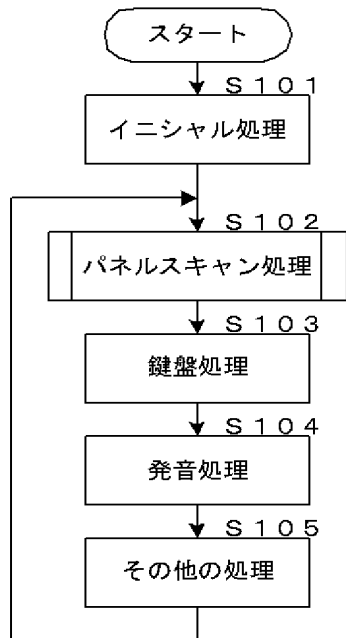 スタート
S101
イニシャル処理
S102
パネルスキャン処理
S103
鍵盤処理
S104
発音処理
S105
その他の処理